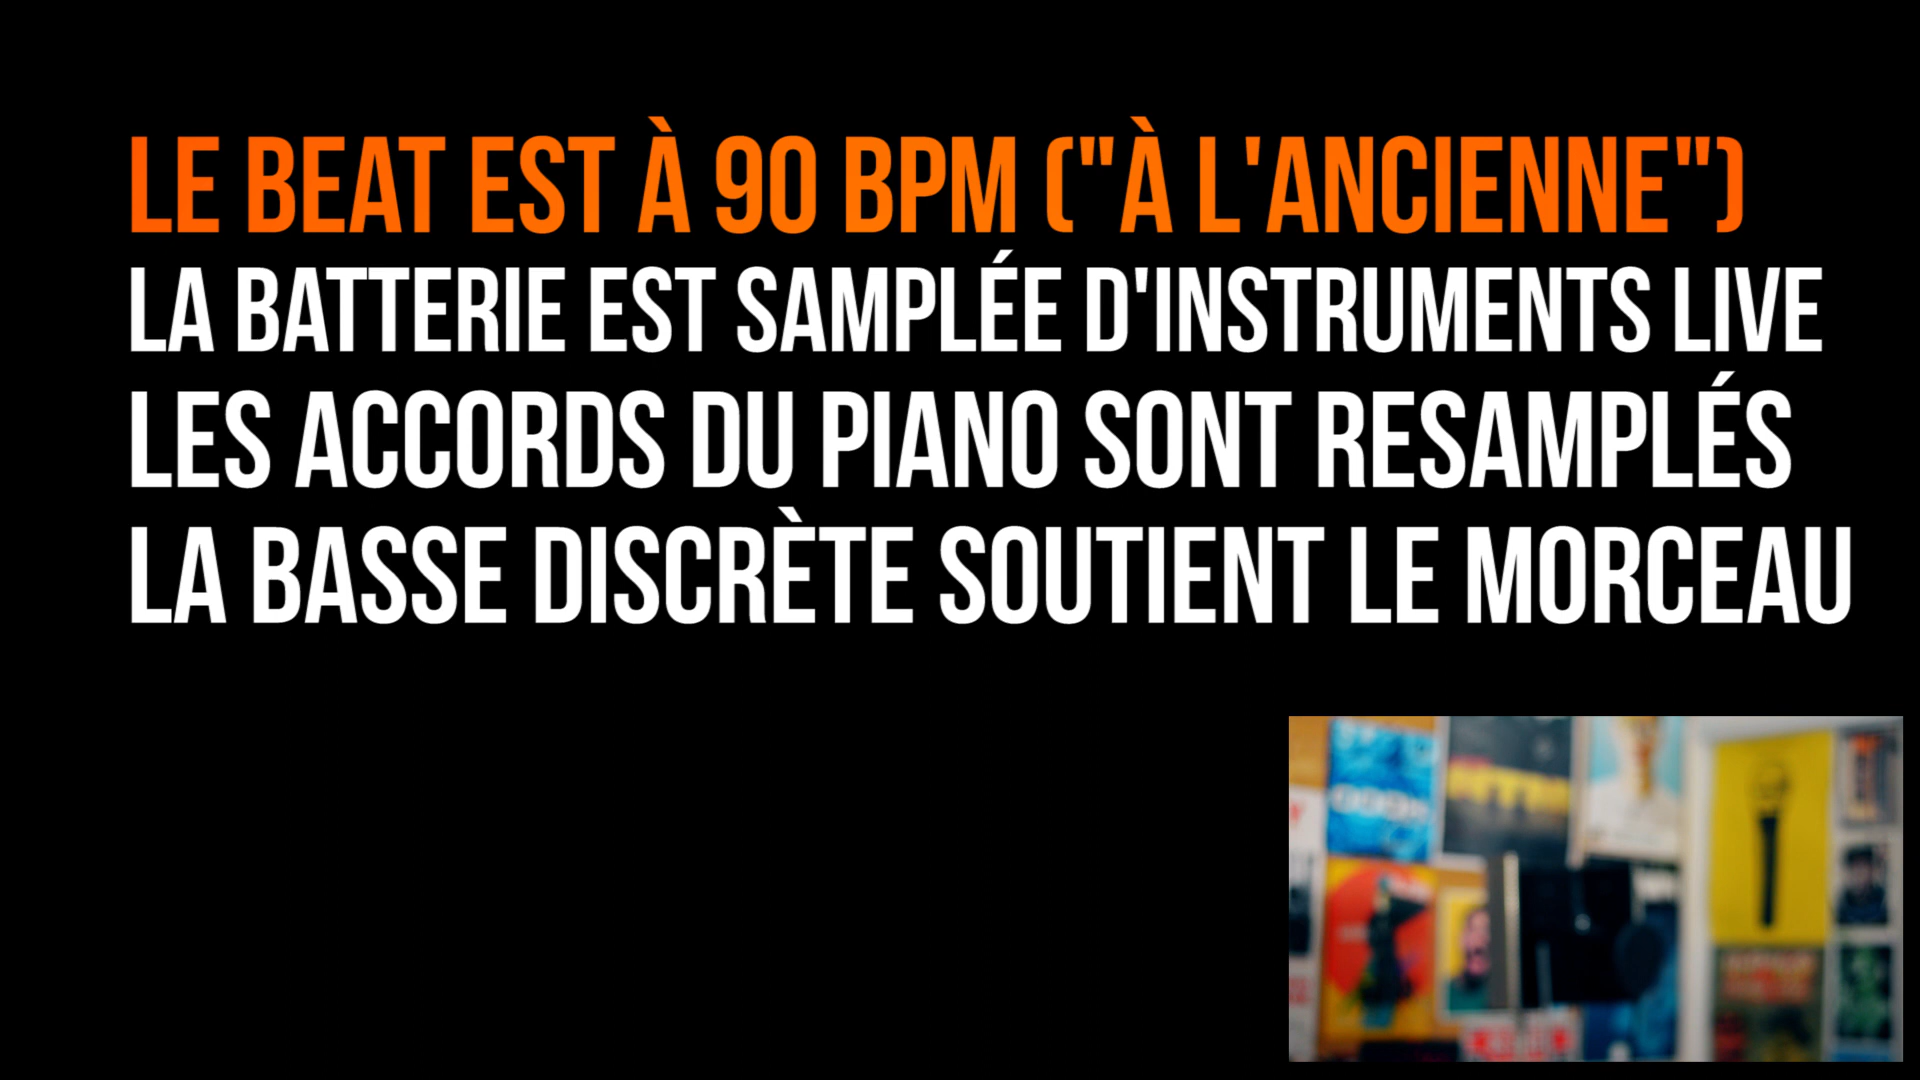 LE BEAT EST À 90 BPM ("À L'ANCIENNE")
LA BATTERIE EST SAMPLÉE D'INSTRUMENTS LIVE
LES ACCORDS DU PIANO SONT RESAMPLÉS
LA BASSE DISCRÈTE SOUTIENT LE MORCEAU